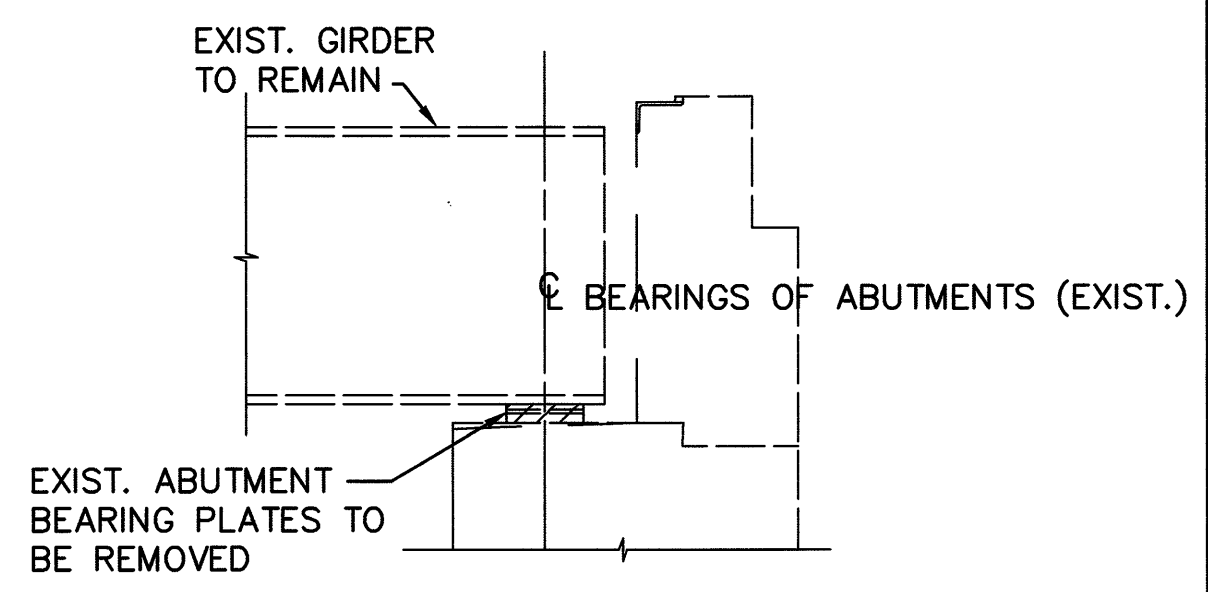 EXIST. GIRDER
TO REMAIN
℄ BEARINGS OF ABUTMENTS (EXIST.)
EXIST. ABUTMENT
BEARING PLATES TO
BE REMOVED